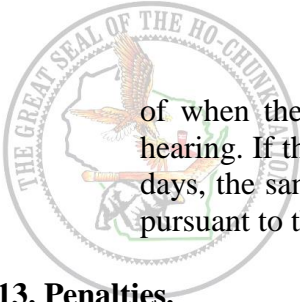 THE GREAT SEAL OF THE HO-CHUNK
of when the
hearing. If th
days, the sam
pursuant to t
13. Penalties.